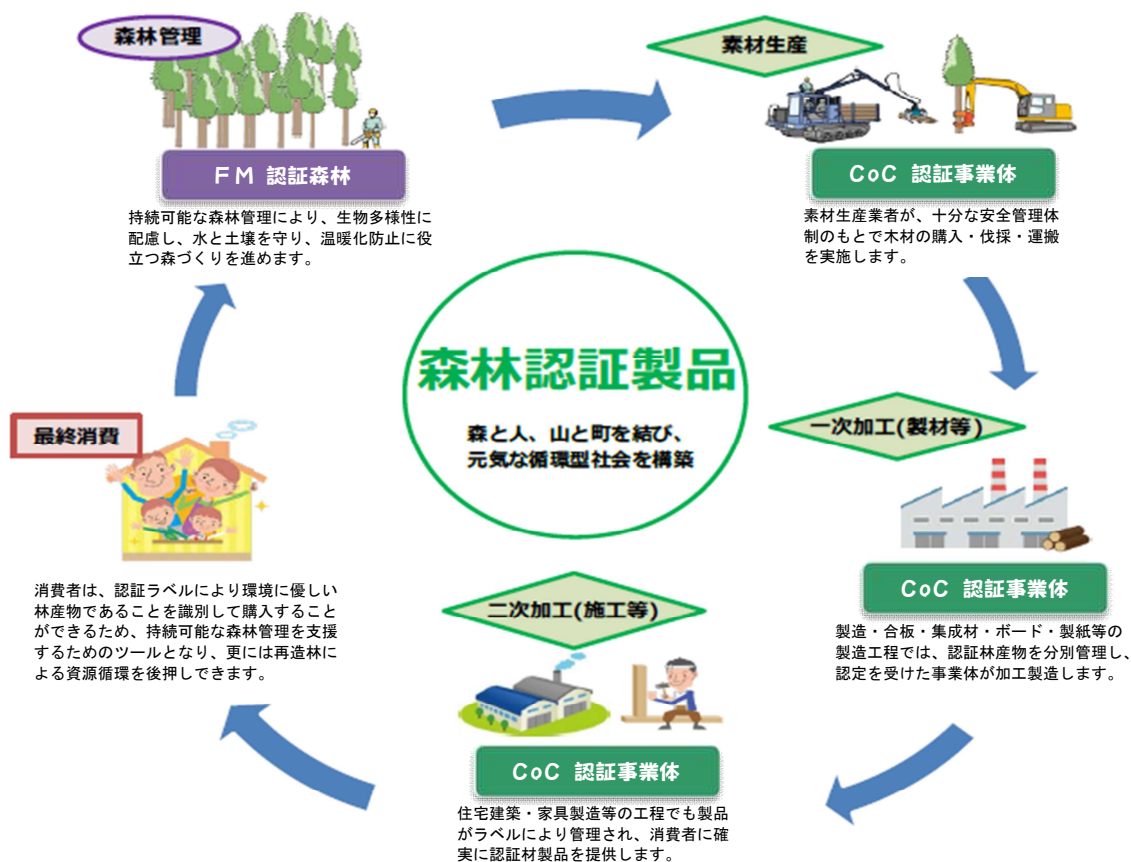 森林管理
FM 認証森林
持続可能な森林管理により、生物多様性に
配慮し、水と土壌を守り、温暖化防止に役
立つ森づくりを進めます。
素材生産
CoC 認証事業体
素材生産業者が、十分な安全管理体
制のもとで木材の購入・伐採・運搬
を実施します。
森林認証製品
森と人、山と町を結び、
元気な循環型社会を構築
一次加工(製材等)
CoC 認証事業体
製造・合板・集成材・ボード・製紙等の
製造工程では、認証林産物を分別管理し、
認定を受けた事業体が加工製造します。
二次加工(施工等)
CoC 認証事業体
住宅建築・家具製造等の工程でも製品
がラベルにより管理され、消費者に確
実に認証材製品を提供します。
最終消費
消費者は、認証ラベルにより環境に優しい
林産物であることを識別して購入すること
ができるため、持続可能な森林管理を支援
するためのツールとなり、更には再造林
による資源循環を後押しできます。